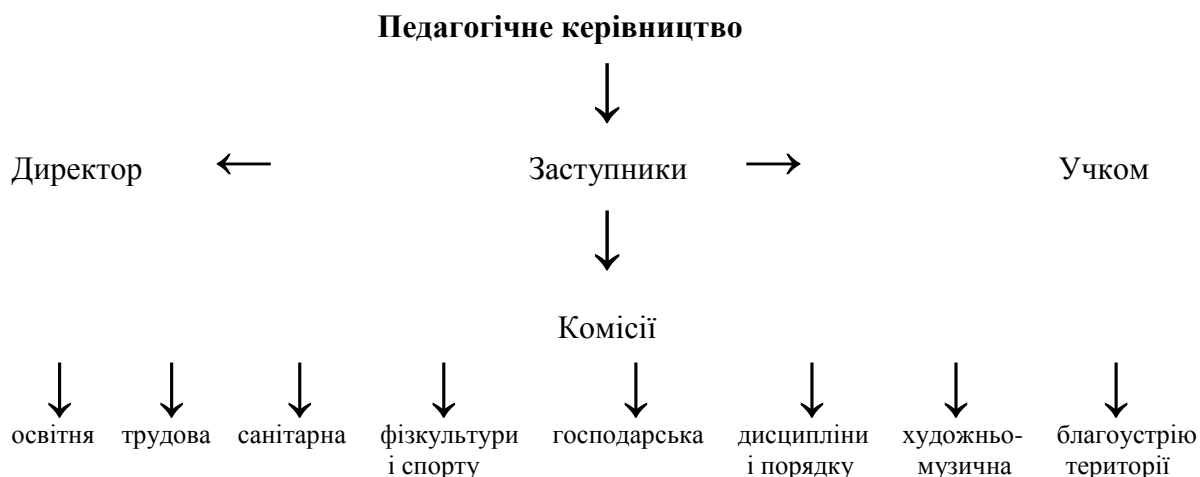 Педагогічне керівництво
Директор Заступники Учком
Комісії
освітня трудова санітарна фізкультури господарська дисципліни художньо- благоустрію
і спорту і порядку музична території